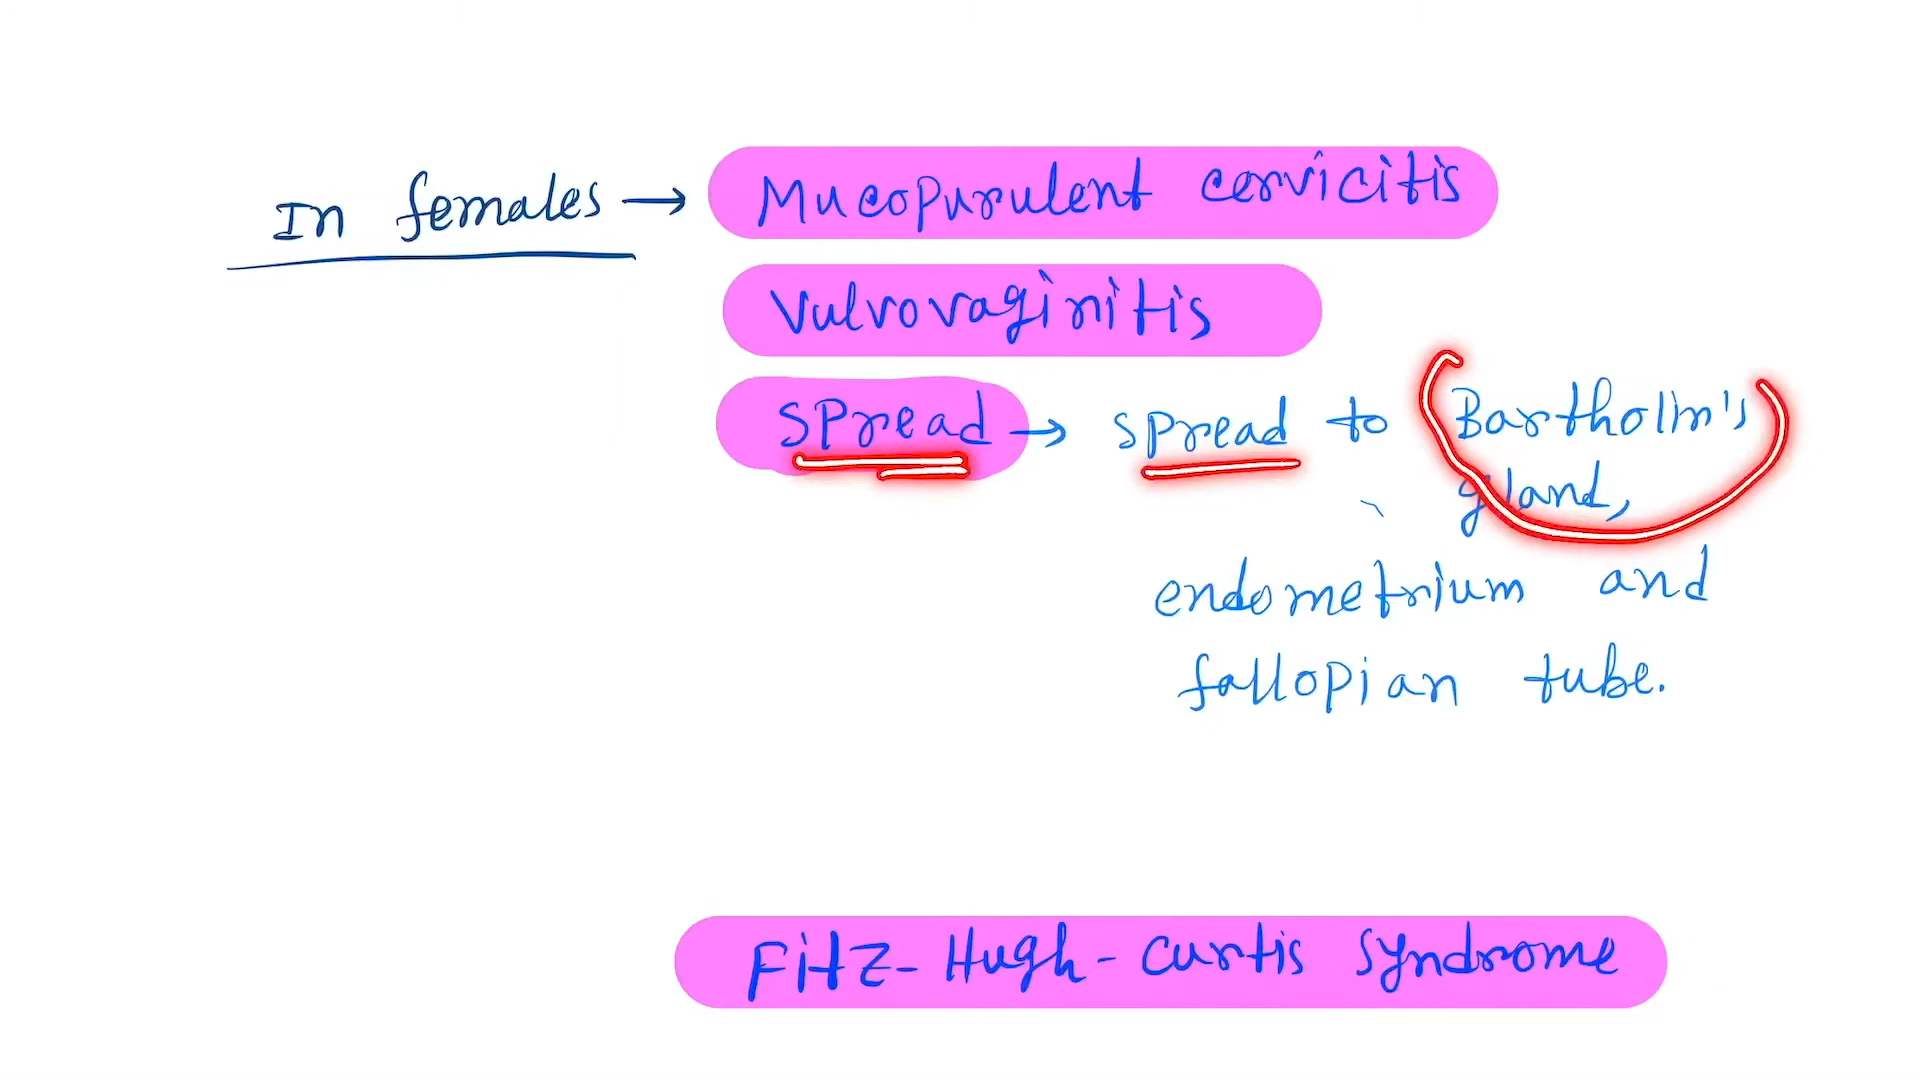 In females → Mucopurulent cervicitis
Vulvovaginitis
Spread → spread to Bartholin's
gland,
endometrium and
fallopian tube.
Fitz-Hugh-Curtis Syndrome